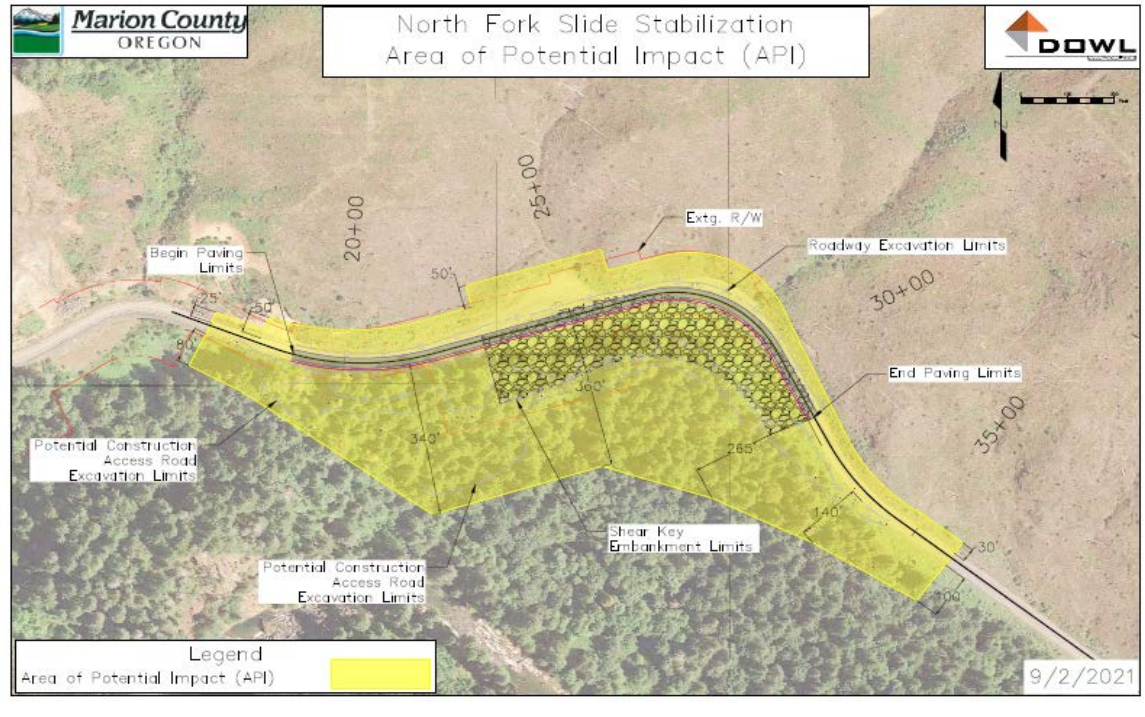 Marion County
OREGON
North Fork Slide Stabilization
Area of Potential Impact (API)
DOWL
25+00
20+00
Extg. R/W
Begin Paving
Limits
Roadway Excavation Limits
50'
30+00
25'
50'
80'
End Paving Limits
360'
35+00
340'
Potential Construction
Access Road
Excavation Limits
265'
140'
Shear Key
Embankment Limits
30'
Potential Construction
Access Road
Excavation Limits
100
Legend
Area of Potential Impact (API)
9/2/2021